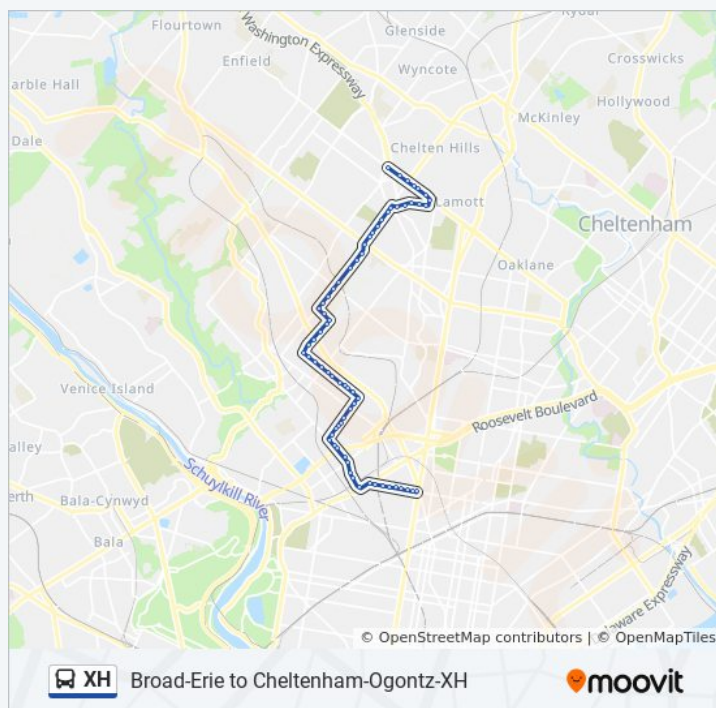 Flourtown
Glenside
Rydal
Washington Expressway
Enfield
Wyncote
Crosswicks
arble Hall
Hollywood
McKinley
Dale
Chelten Hills
Lamott
Cheltenham
Oaklane
Venice Island
Roosevelt Boulevard
alley
Schuylkill River
erth
Bala-Cynwyd
Bala
elaware Expressway
© OpenStreetMap contributors | © OpenMapTiles
XH Broad-Erie to Cheltenham-Ogontz-XH
moovit